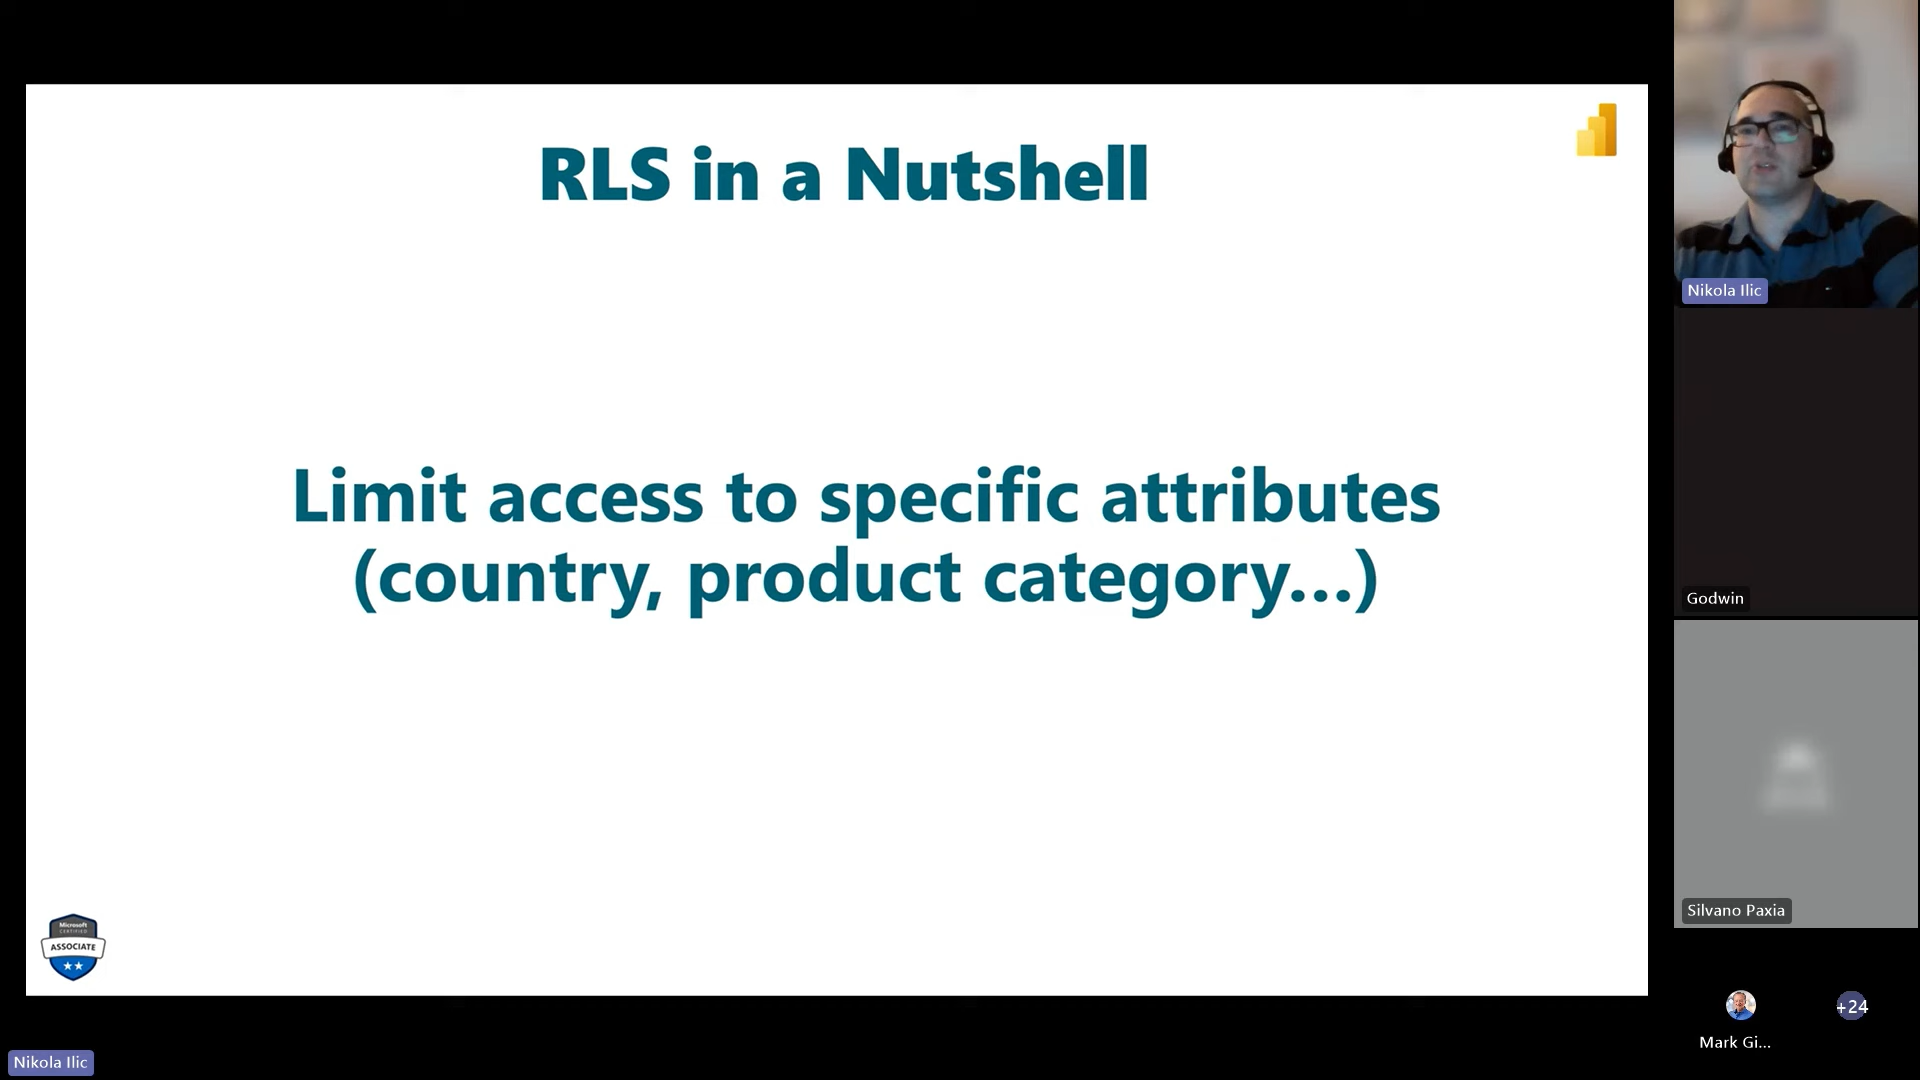 RLS in a Nutshell
Limit access to specific attributes
(country, product category...)
Microsoft
CERTIFIED
ASSOCIATE
Nikola Ilic
Nikola Ilic
Godwin
Silvano Paxia
Mark Gi...
+24